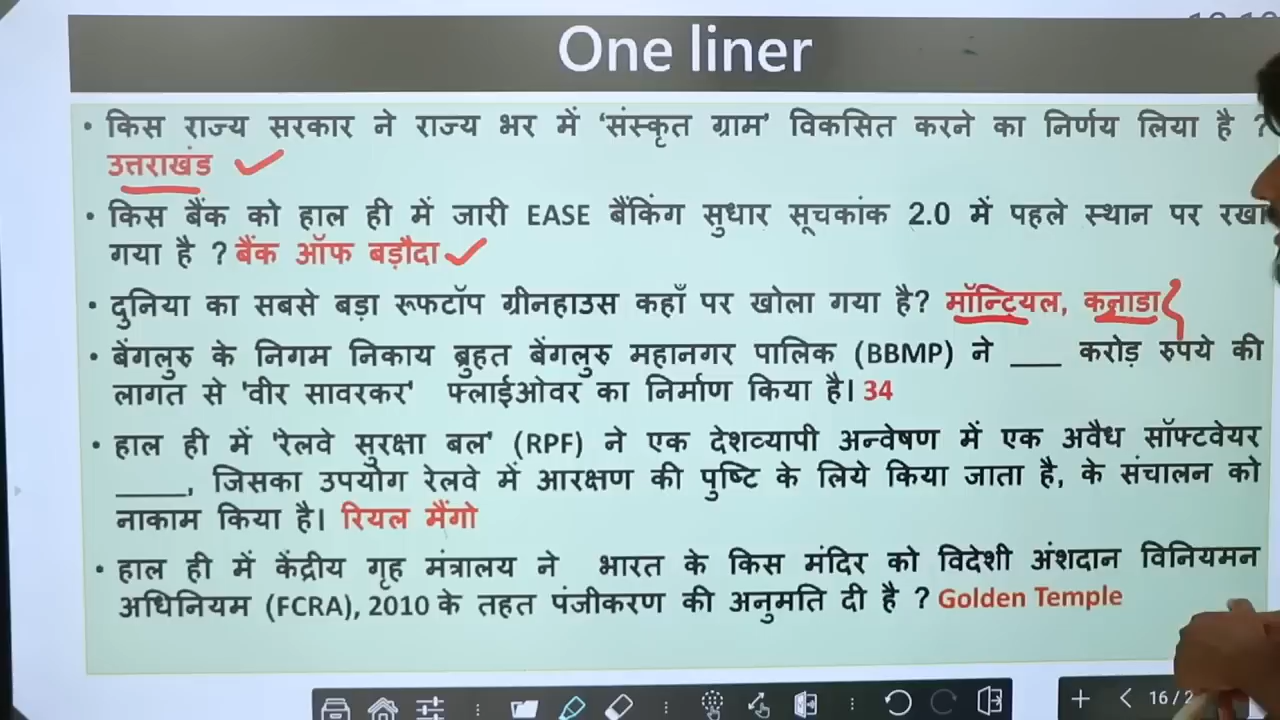 One liner
• किस राज्य सरकार ने राज्य भर में ‘संस्कृत ग्राम’ विकसित करने का निर्णय लिया है ?
उत्तराखंड
• किस बैंक को हाल ही में जारी EASE बैंकिंग सुधार सूचकांक 2.0 में पहले स्थान पर रखा
गया है ? बैंक ऑफ बड़ौदा
• दुनिया का सबसे बड़ा रूफटॉप ग्रीनहाउस कहाँ पर खोला गया है? मॉन्ट्रियल, कनाडा
• बेंगलुरु के निगम निकाय ब्रुहत बेंगलुरु महानगर पालिक (BBMP) ने ___ करोड़ रुपये की
लागत से 'वीर सावरकर' फ्लाईओवर का निर्माण किया है। 34
• हाल ही में 'रेलवे सुरक्षा बल' (RPF) ने एक देशव्यापी अन्वेषण में एक अवैध सॉफ्टवेयर
____, जिसका उपयोग रेलवे में आरक्षण की पुष्टि के लिये किया जाता है, के संचालन को
नाकाम किया है। रियल मैंगो
• हाल ही में केंद्रीय गृह मंत्रालय ने भारत के किस मंदिर को विदेशी अंशदान विनियमन
अधिनियम (FCRA), 2010 के तहत पंजीकरण की अनुमति दी है ? Golden Temple
16 / 2